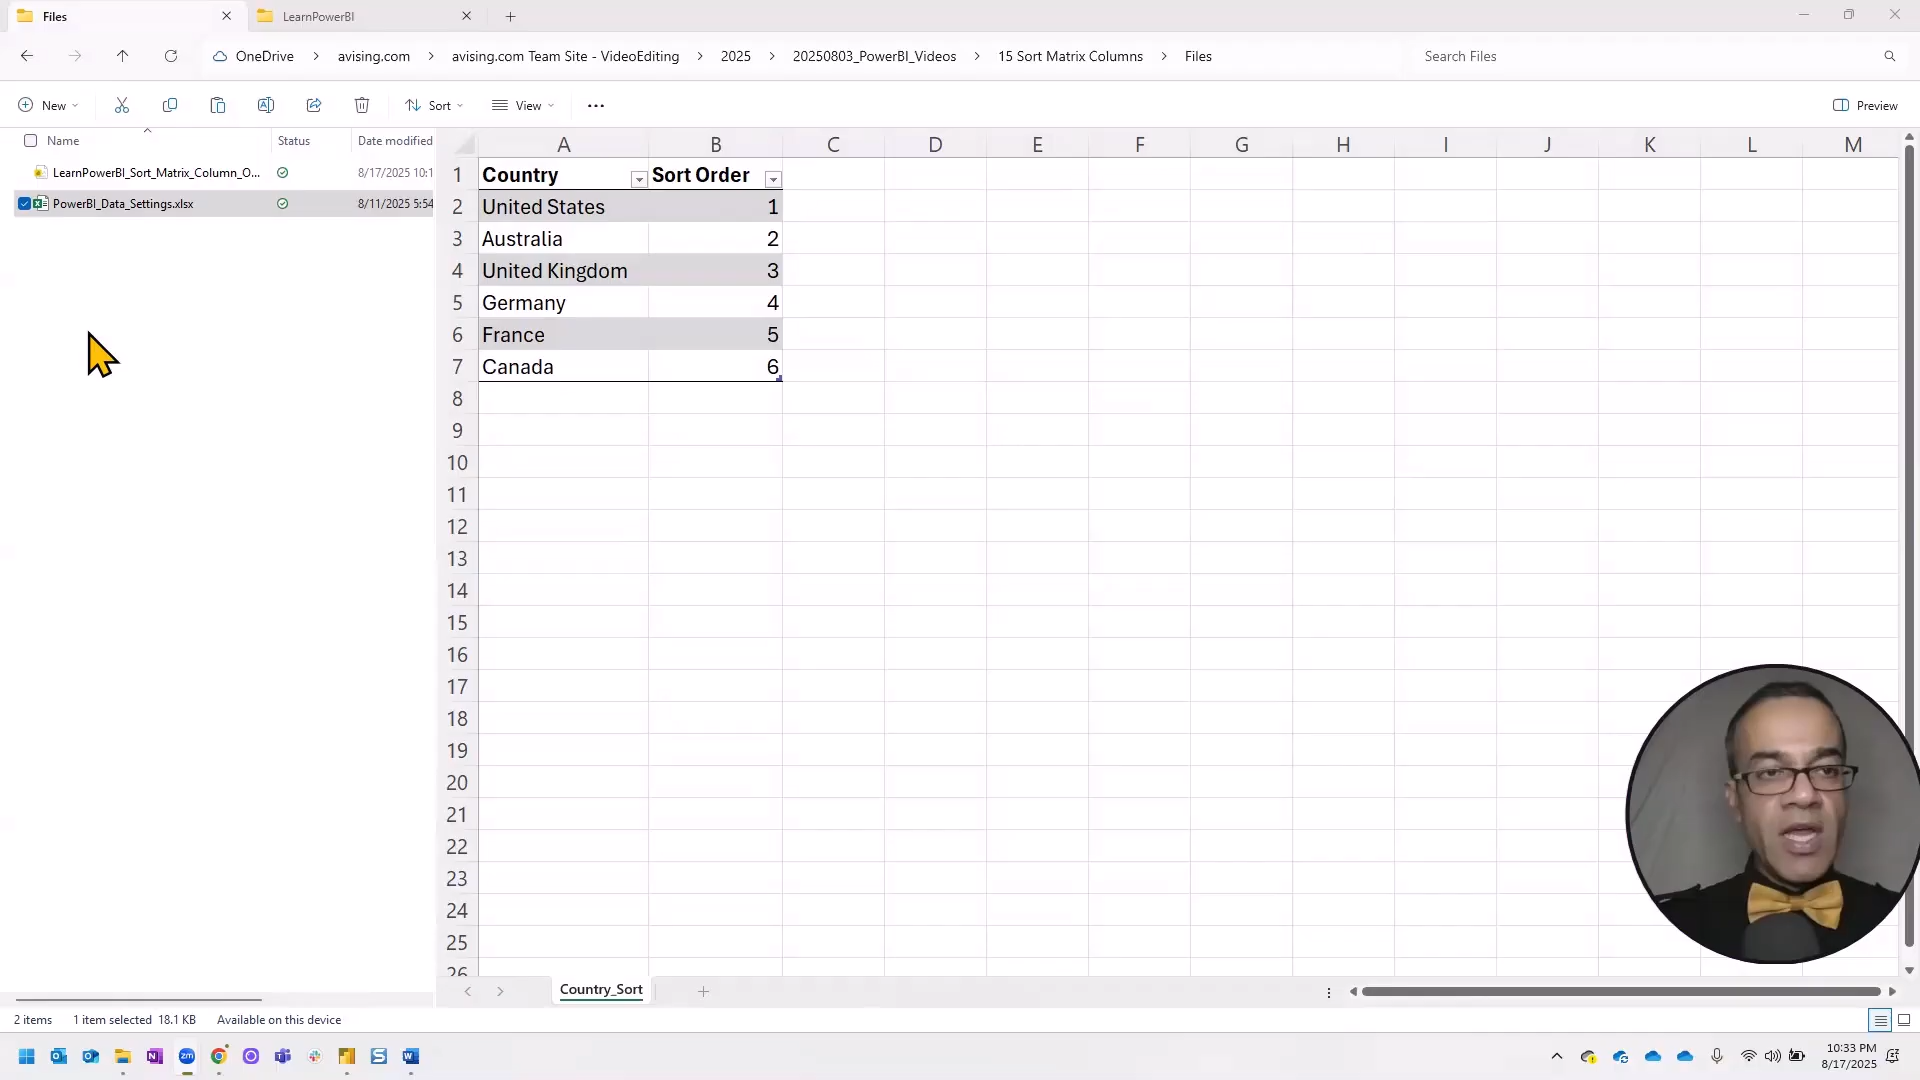 Files
LearnPowerBI
OneDrive > avising.com > avising.com Team Site - VideoEditing > 2025 > 20250803_PowerBI_Videos > 15 Sort Matrix Columns > Files
Search Files
New
Sort
View
Preview
Name Status Date modified
LearnPowerBI_Sort_Matrix_Column_O... 8/17/2025 10:1
PowerBI_Data_Settings.xlsx 8/11/2025 5:54
A B C D E F G H I J K L M
1 Country Sort Order
2 United States 1
3 Australia 2
4 United Kingdom 3
5 Germany 4
6 France 5
7 Canada 6
8
9
10
11
12
13
14
15
16
17
18
19
20
21
22
23
24
25
26
Country_Sort
2 items 1 item selected 18.1 KB Available on this device
zm
10:33 PM
8/17/2025